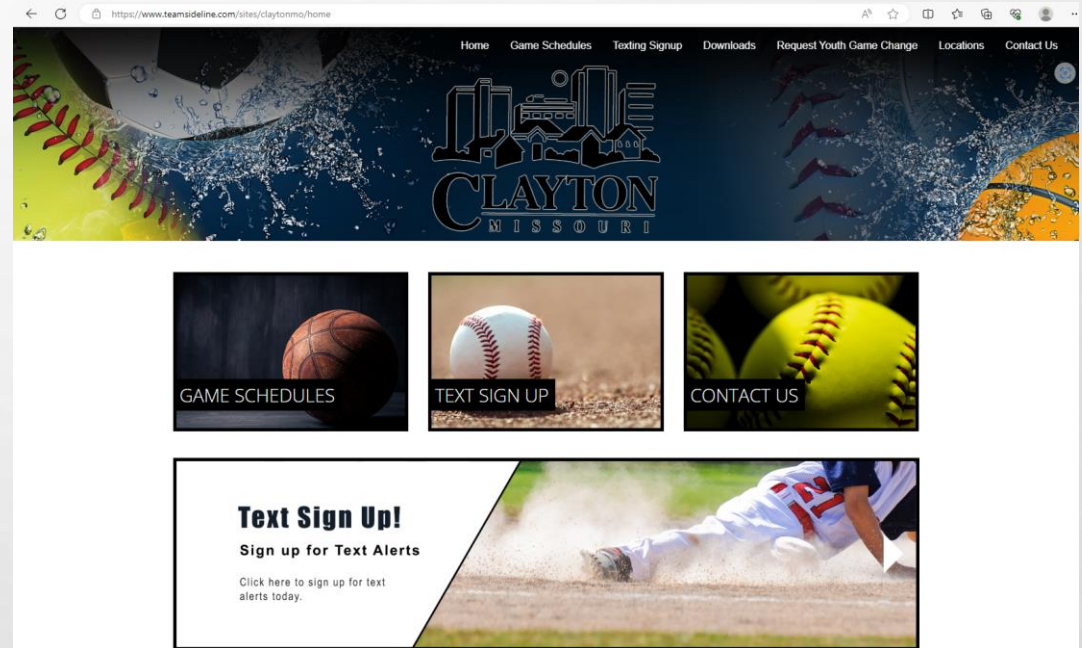 https://www.teamsideline.com/sites/claytonmo/home
Home Game Schedules Texting Signup Downloads Request Youth Game Change Locations Contact Us
CLAYTON
MISSOURI
GAME SCHEDULES
TEXT SIGN UP
CONTACT US
Text Sign Up!
Sign up for Text Alerts
Click here to sign up for text
alerts today.
21